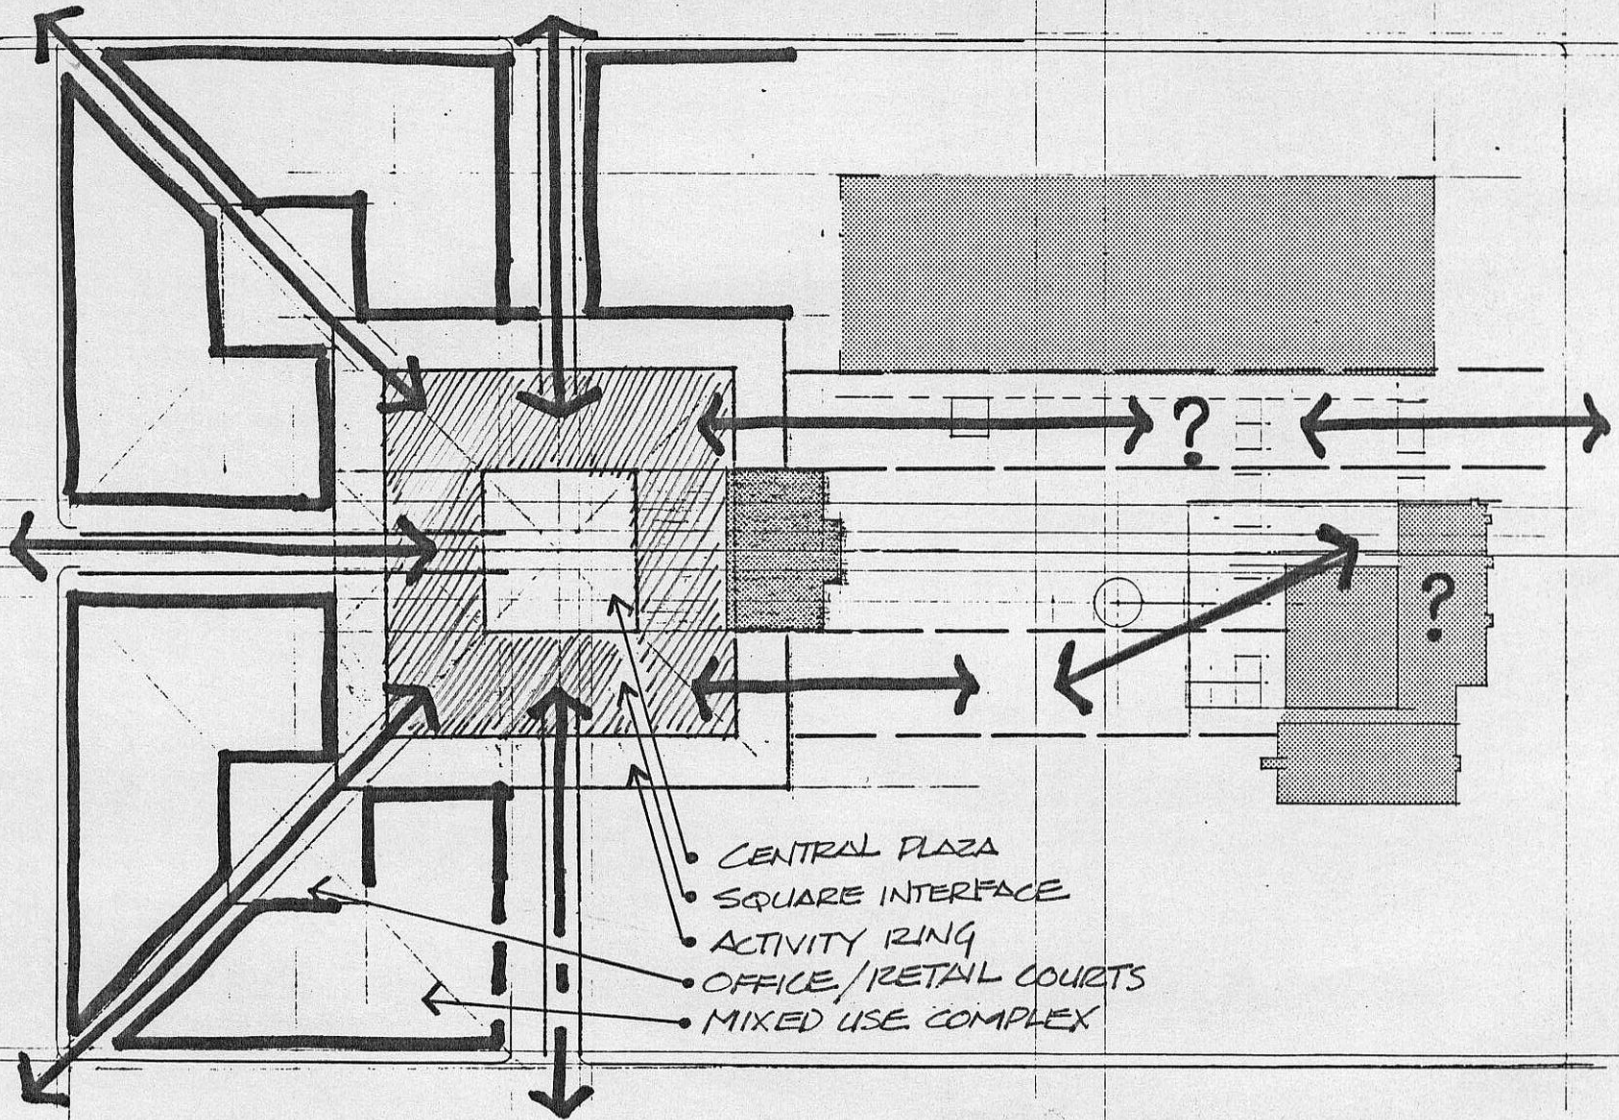 ?
?
CENTRAL PLAZA
SQUARE INTERFACE
ACTIVITY RING
OFFICE/RETAIL COURTS
MIXED USE COMPLEX